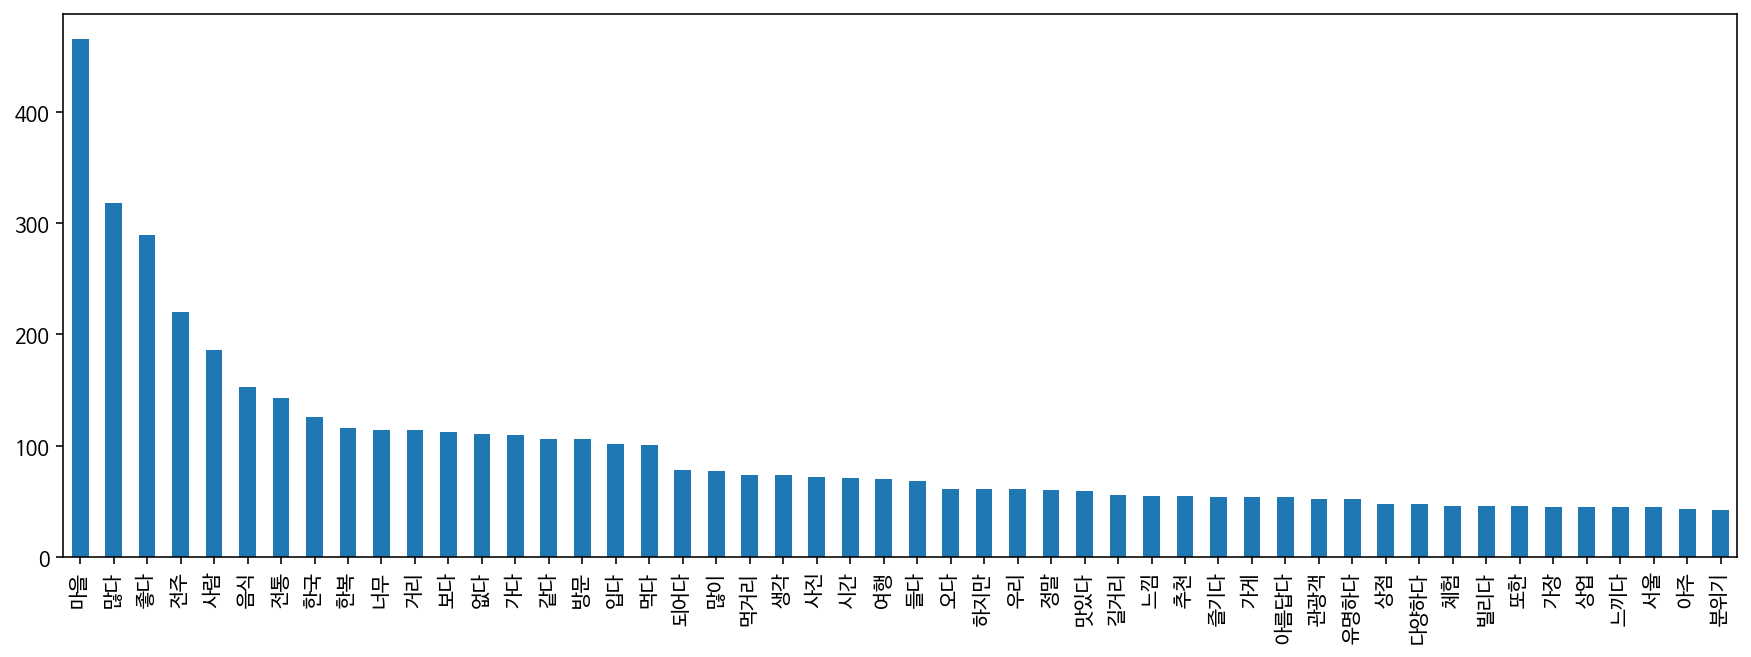 400
300
200
100
0
마을
많다
좋다
전주
사람
음식
전통
한국
한복
너무
거리
보다
없다
가다
같다
방문
입다
먹다
되어다
많이
먹거리
생각
사진
시간
여행
들다
오다
하지만
우리
정말
맛있다
길거리
느낌
추천
즐기다
가게
아름답다
관광객
유명하다
상점
다양하다
체험
빌리다
또한
가장
상업
느끼다
서울
아주
분위기